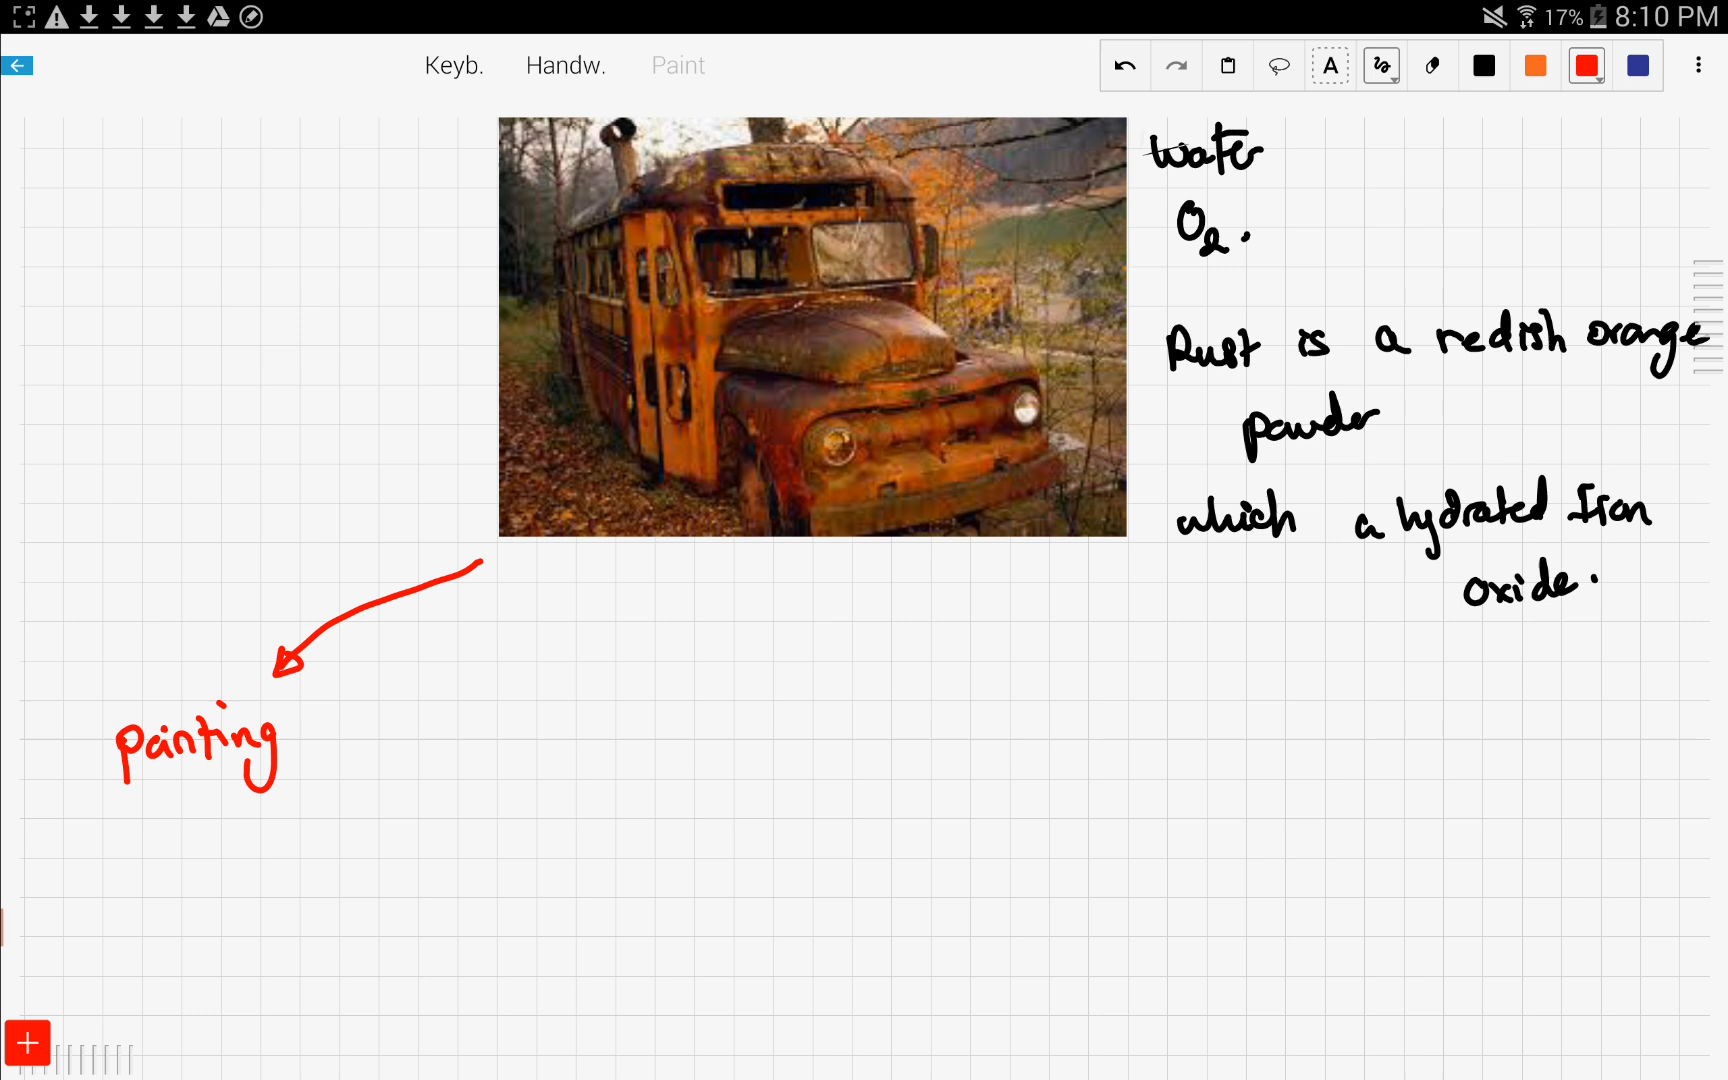 17% 8:10 PM
Keyb. Handw. Paint
A
water
O2.
Rust is a redish orange
powder
which a hydrated Iron
oxide.
painting